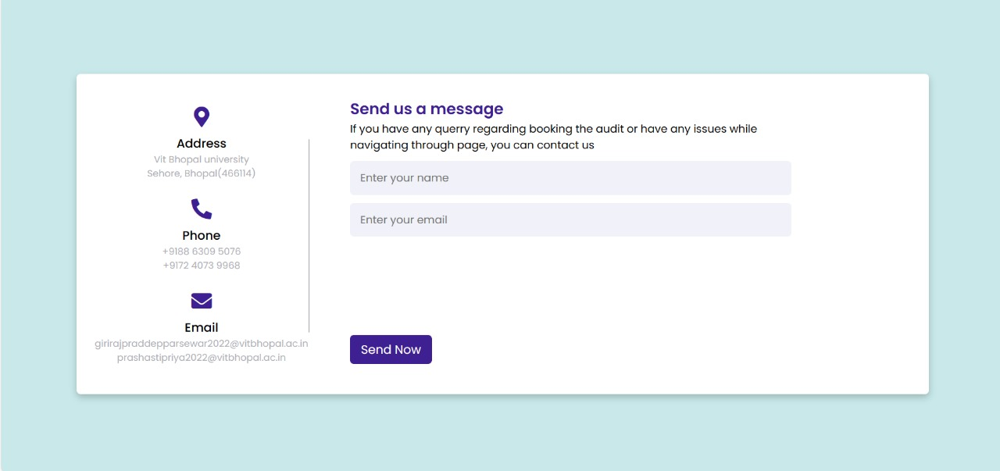 Address
Vit Bhopal university
Sehore, Bhopal(466114)
Phone
+9188 6309 5076
+9172 4073 9968
Email
girirajpraddepparsewar2022@vitbhopal.ac.in
prashastipriya2022@vitbhopal.ac.in
Send us a message
If you have any querry regarding booking the audit or have any issues while
navigating through page, you can contact us
Enter your name
Enter your email
Send Now